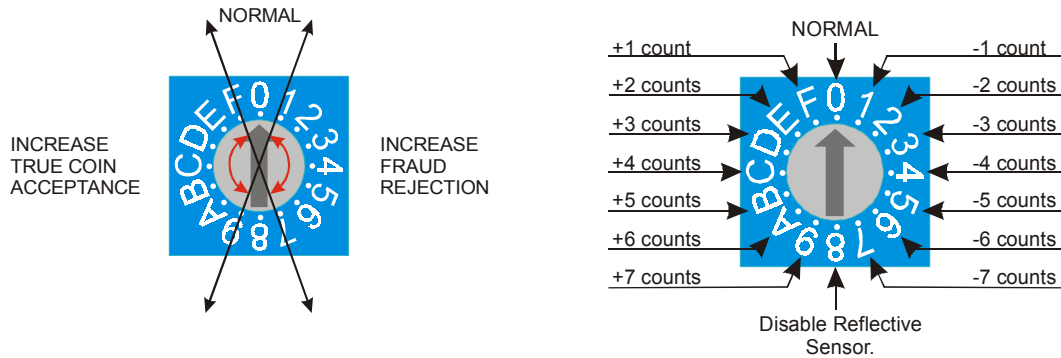 NORMAL
INCREASE
TRUE COIN
ACCEPTANCE
0
1
2
3
4
5
6
7
8
9
A
B
C
D
E
F
INCREASE
FRAUD
REJECTION
NORMAL
+1 count
+2 counts
+3 counts
+4 counts
+5 counts
+6 counts
+7 counts
0
1
2
3
4
5
6
7
8
9
A
B
C
D
E
F
-1 count
-2 counts
-3 counts
-4 counts
-5 counts
-6 counts
-7 counts
Disable Reflective
Sensor.